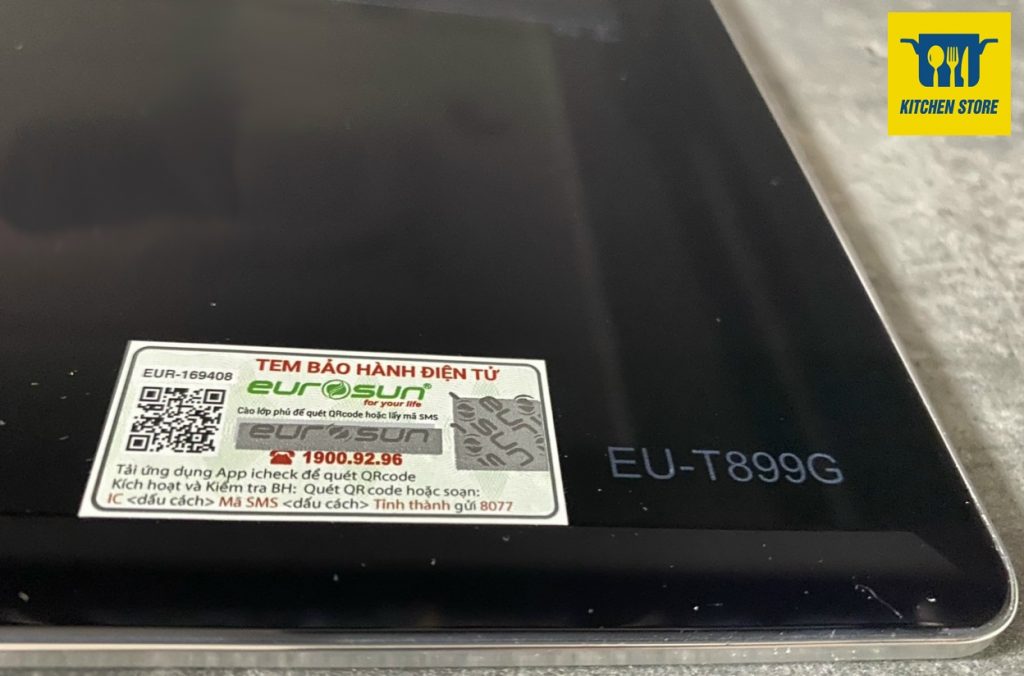 KITCHEN STORE
TEM BẢO HÀNH ĐIỆN TỬ
EUR-169408
eurosun®
for your life
Cào lớp phủ để quét QRcode hoặc lấy mã SMS
eurosun
1900.92.96
Tải ứng dụng App icheck để quét QRcode
Kích hoạt và Kiểm tra BH: Quét QR code hoặc soạn:
IC <dấu cách> Mã SMS <dấu cách> Tỉnh thành gửi 8077
EU-T899G